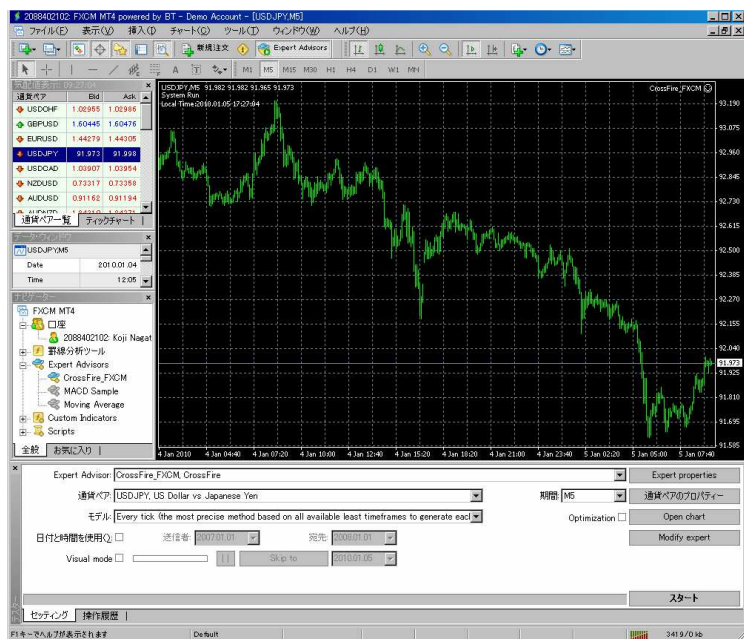 2088402102: FXCM MT4 powered by BT - Demo Account - [USDJPY,M5]
ファイル(F) 表示(V) 挿入(I) チャート(C) ツール(T) ウィンドウ(W) ヘルプ(H)
新規注文 Expert Advisors
A T M1 M5 M15 M30 H1 H4 D1 W1 MN
気配値表示: 09:27:04
通貨ペア Bid Ask
USDCHF 1.02955 1.02986
GBPUSD 1.60445 1.60476
EURUSD 1.44279 1.44305
USDJPY 91.973 91.998
USDCAD 1.03907 1.03954
NZDUSD 0.73317 0.73358
AUDUSD 0.91162 0.91194
通貨ペア一覧 ティックチャート
データ・ウィンドウ
USDJPY,M5
Date 2010.01.04
Time 12:05
ナビゲーター
FXCM MT4
口座
2088402102: Koji Nagat
罫線分析ツール
Expert Advisors
CrossFire_FXCM
MACD Sample
Moving Average
Custom Indicators
Scripts
全般 お気に入り
USDJPY,M5 91.982 91.982 91.965 91.973
System Run
Local Time:2010.01.05 17:27:04
CrossFire_FXCM
93.190
93.075
92.960
92.845
92.730
92.615
92.500
92.385
92.270
92.155
92.040
91.973
91.925
91.810
91.695
91.585
4 Jan 2010 4 Jan 04:40 4 Jan 07:20 4 Jan 10:00 4 Jan 12:40 4 Jan 15:20 4 Jan 18:20 4 Jan 21:00 4 Jan 23:40 5 Jan 02:20 5 Jan 05:00 5 Jan 07:40
Expert Advisor: CrossFire_FXCM, CrossFire Expert properties
通貨ペア: USDJPY, US Dollar vs Japanese Yen 期間: M5 通貨ペアのプロパティー
モデル: Every tick (the most precise method based on all available least timeframes to generate eacl Optimization Open chart
日付と時間を使用(Q): 送信者: 2007.01.01 宛先: 2008.01.01 Modify expert
Visual mode Skip to 2010.01.05
スタート
セッティング 操作履歴
F1キーでヘルプが表示されます Default 3419/0 kb